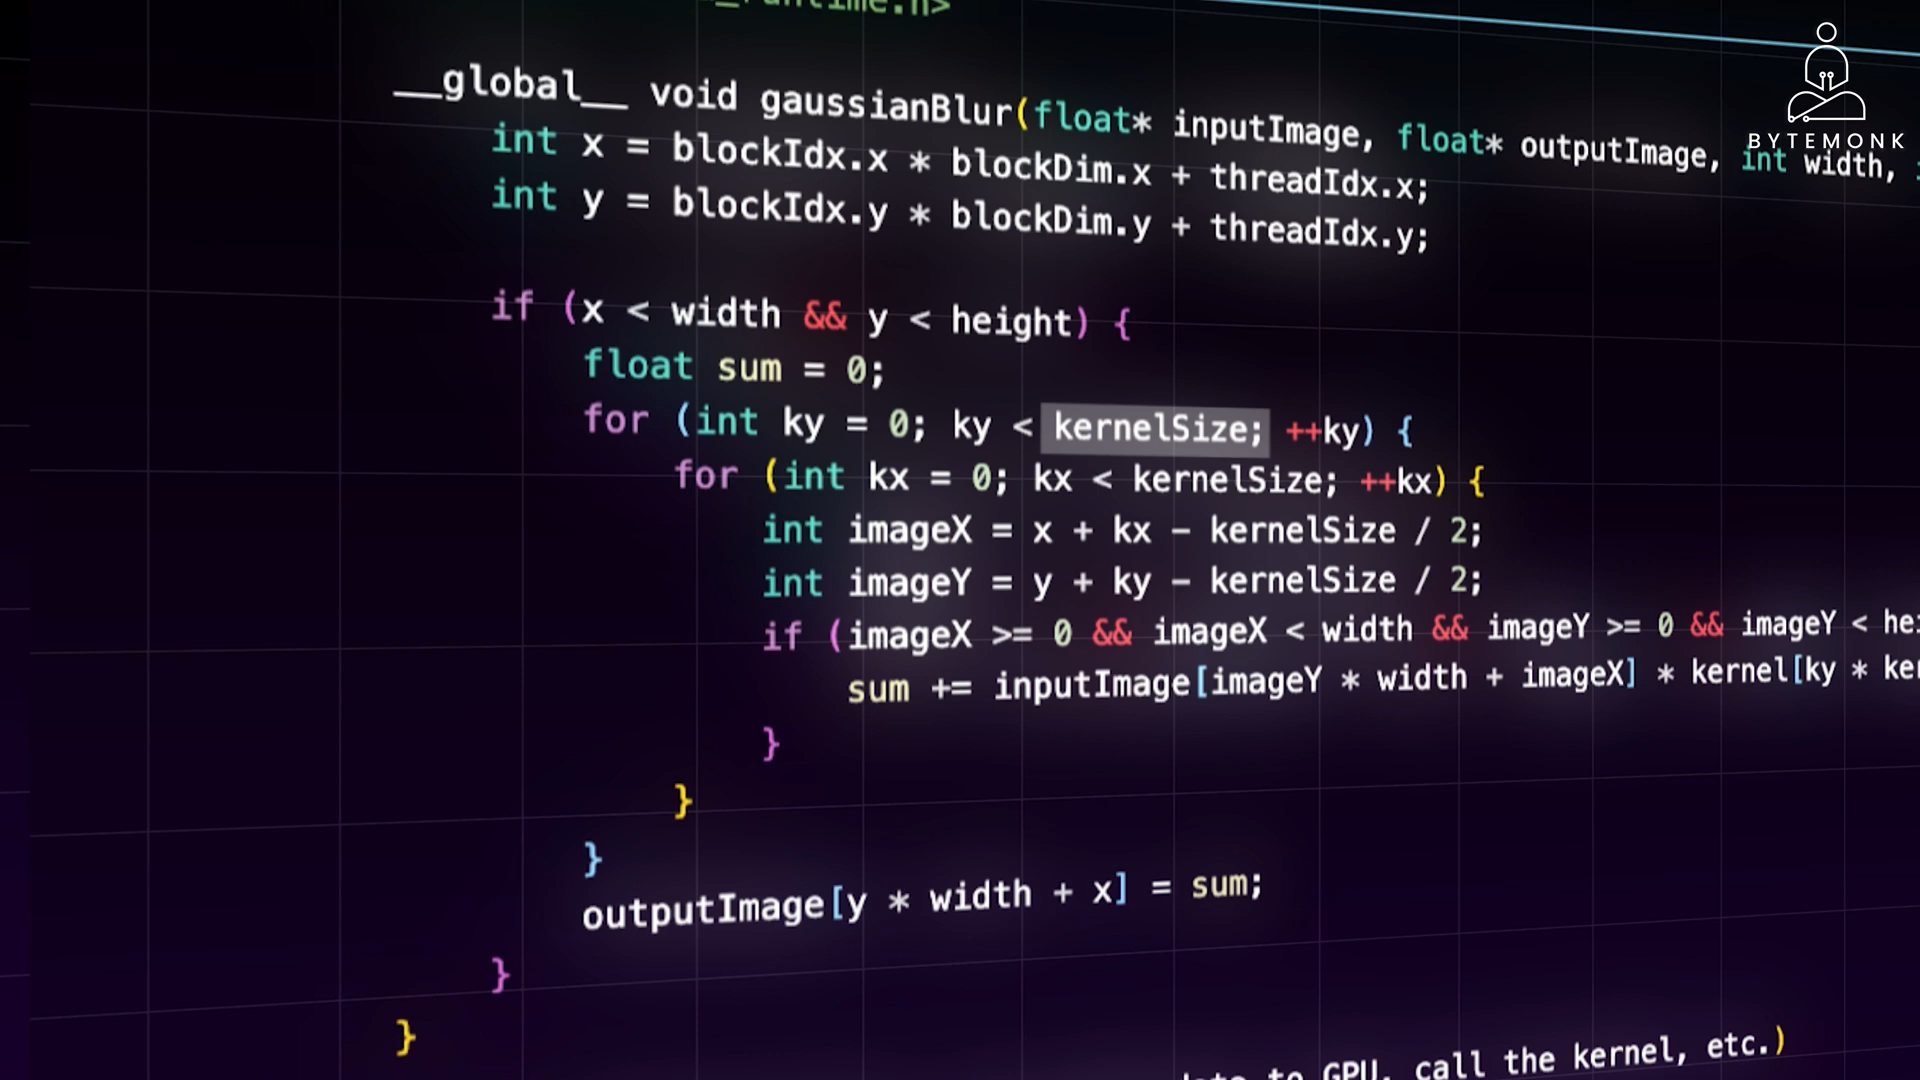 _runtime.h>
__global__ void gaussianBlur(float* inputImage, float* outputImage, int width,
int x = blockIdx.x * blockDim.x + threadIdx.x;
int y = blockIdx.y * blockDim.y + threadIdx.y;
if (x < width && y < height) {
float sum = 0;
for (int ky = 0; ky < kernelSize; ++ky) {
for (int kx = 0; kx < kernelSize; ++kx) {
int imageX = x + kx - kernelSize / 2;
int imageY = y + ky - kernelSize / 2;
if (imageX >= 0 && imageX < width && imageY >= 0 && imageY <
sum += inputImage[imageY * width + imageX] * kernel[ky *
}
}
}
outputImage[y * width + x] = sum;
}
}
to GPU, call the kernel, etc.)
BYTEMONK